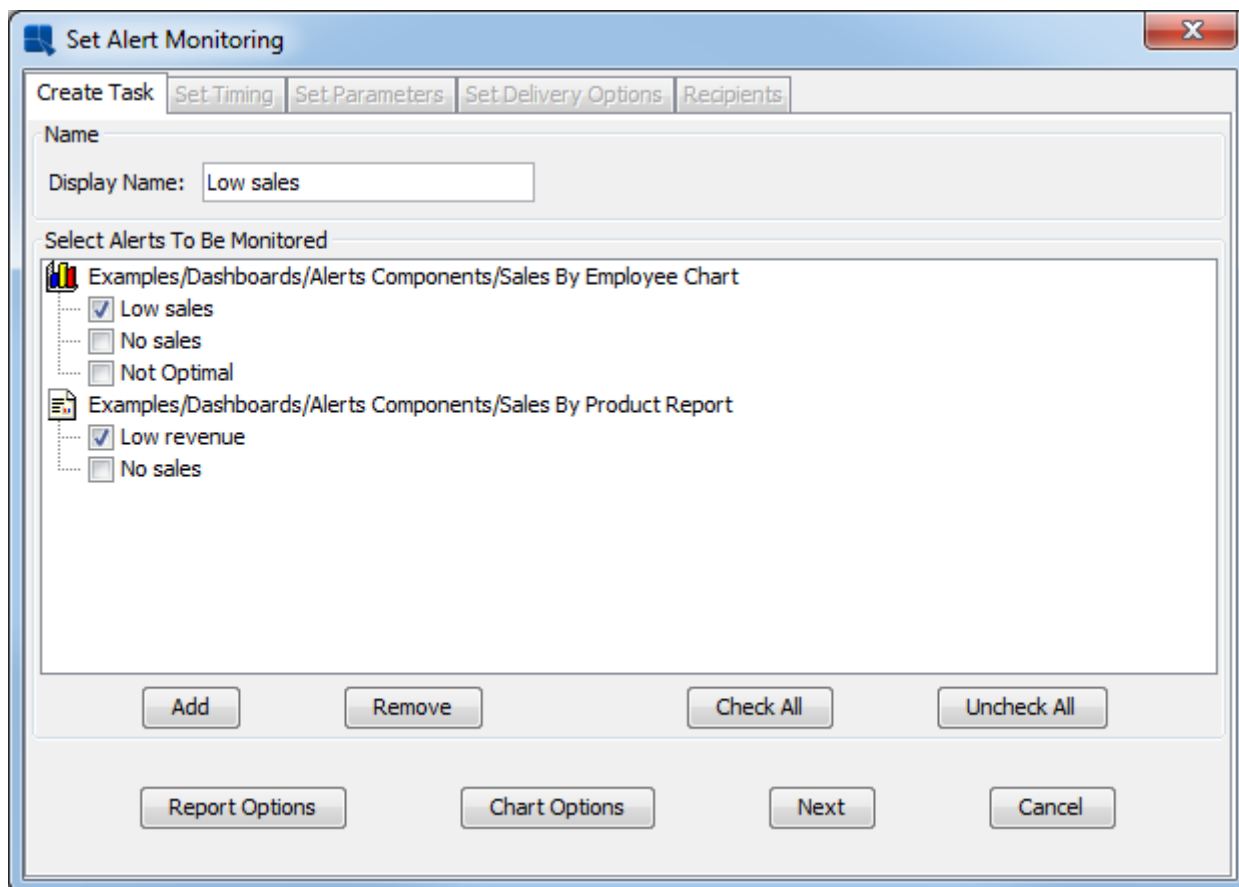 Set Alert Monitoring
Create Task Set Timing Set Parameters Set Delivery Options Recipients
Name
Display Name: Low sales
Select Alerts To Be Monitored
Examples/Dashboards/Alerts Components/Sales By Employee Chart
Low sales
No sales
Not Optimal
Examples/Dashboards/Alerts Components/Sales By Product Report
Low revenue
No sales
Add Remove Check All Uncheck All
Report Options Chart Options Next Cancel